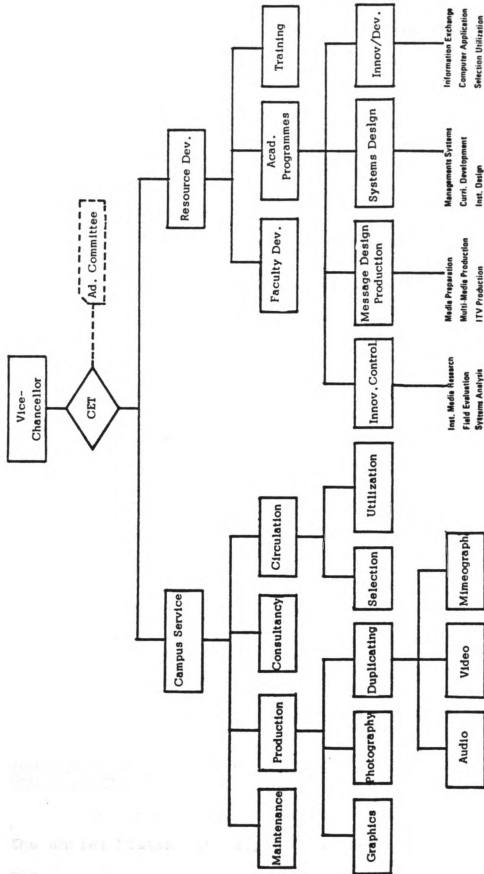 Vice-
Chancellor
CET
Ad. Committee
Campus Service
Resource Dev.
Maintenance
Production
Consultancy
Circulation
Faculty Dev.
Acad.
Programmes
Training
Graphics
Photography
Duplicating
Selection
Utilization
Innov. Control.
Message Design
Production
Systems Design
Innov/Dev.
Audio
Video
Mimeograph
Inst. Media Research
Field Evaluation
Systems Analysis
Media Preparation
Multi-Media Production
ITV Production
Managements Systems
Curri. Development
Inst. Design
Information Exchange
Computer Application
Selection Utilization